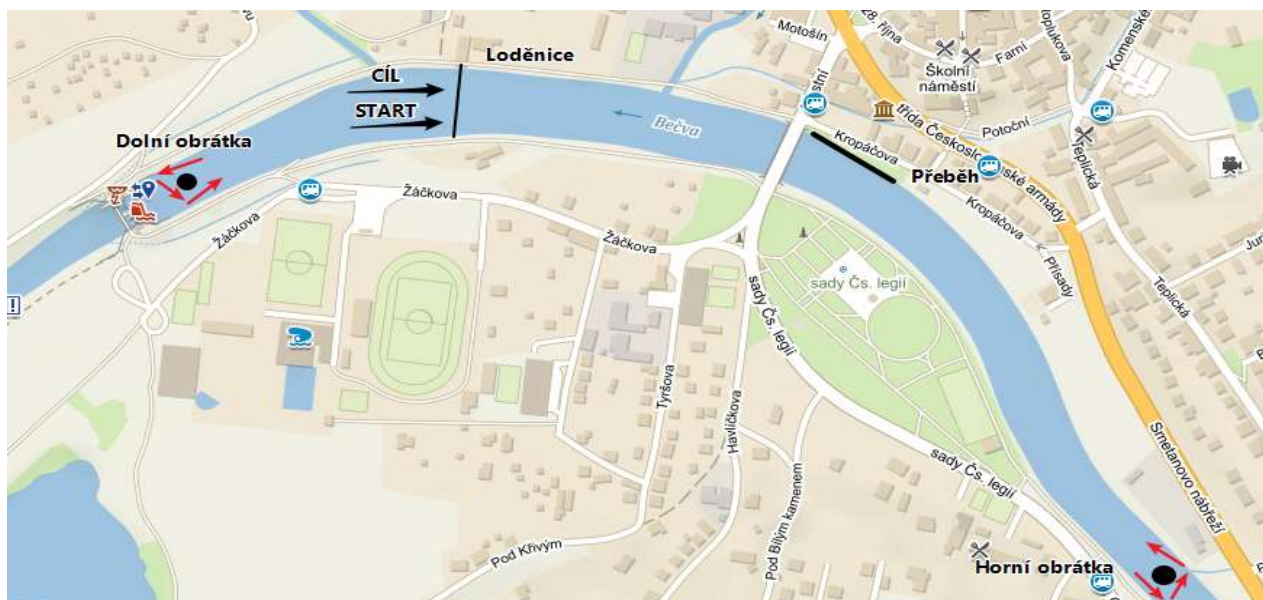 Motošín
28. října
Školní
náměstí
Farní
Komenské
Loděnice
CÍL
START
Bečva
třída Československé armády
Potoční
Teplická
Dolní obrátka
Kropáčova
Přeběh
Kropáčova
Přísady
Žáčkova
Žáčkova
Žáčkova
sady Čs. legií
sady Čs. legií
Teplická
Tyršova
Havlíčkova
sady Čs. legií
Smetanovo nábřeží
Pod Křivým
Pod Bílým kamenem
Horní obrátka